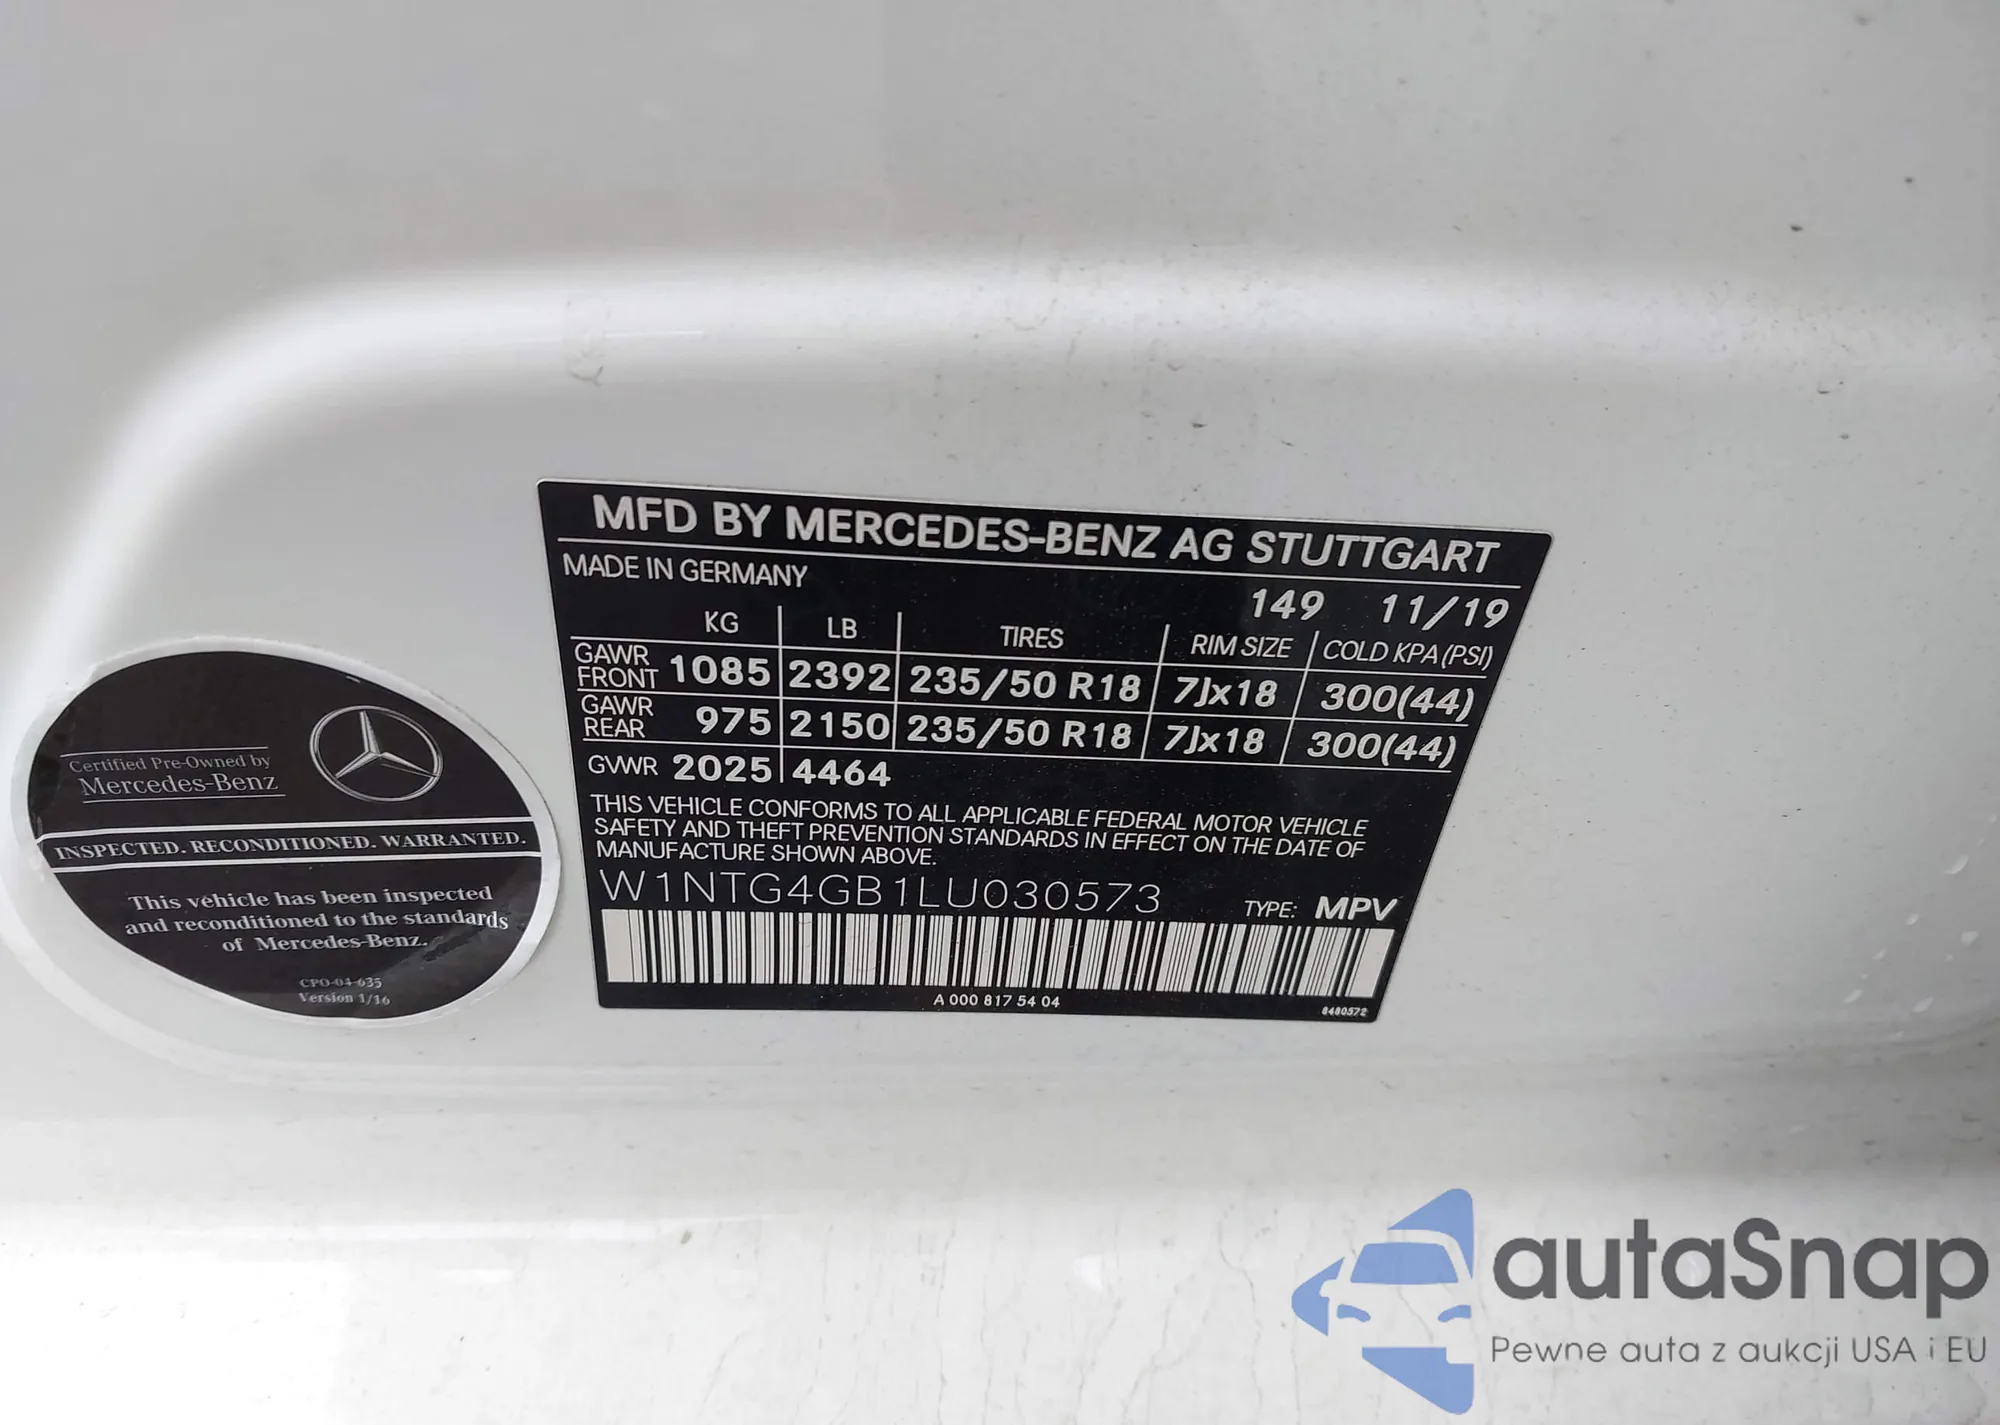 MFD BY MERCEDES-BENZ AG STUTTGART
MADE IN GERMANY
149 11/19
KG LB TIRES RIM SIZE COLD KPA (PSI)
GAWR FRONT 1085 2392 235/50 R18 7Jx18 300(44)
GAWR REAR 975 2150 235/50 R18 7Jx18 300(44)
GVWR 2025 4464
THIS VEHICLE CONFORMS TO ALL APPLICABLE FEDERAL MOTOR VEHICLE
SAFETY AND THEFT PREVENTION STANDARDS IN EFFECT ON THE DATE OF
MANUFACTURE SHOWN ABOVE.
W1NTG4GB1LU030573 TYPE: MPV
A 000 817 54 04
8480572
Certified Pre-Owned by
Mercedes-Benz
INSPECTED. RECONDITIONED. WARRANTED.
This vehicle has been inspected
and reconditioned to the standards
of Mercedes-Benz.
CPO-04-635
Version 1/16
autaSnap
Pewne auta z aukcji USA i EU